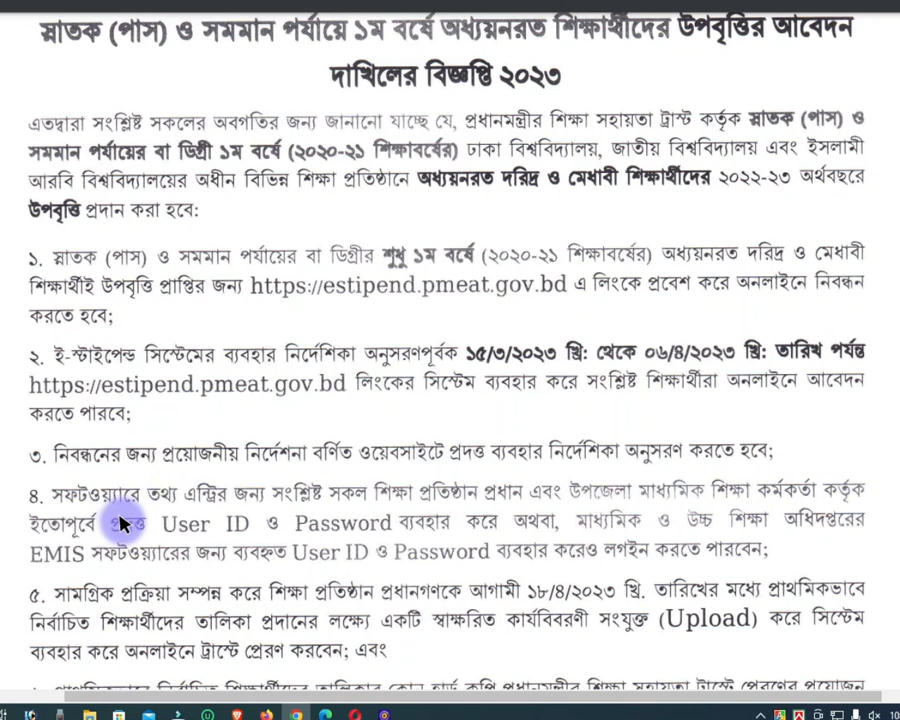 স্নাতক (পাস) ও সমমান পর্যায়ে ১ম বর্ষে অধ্যয়নরত শিক্ষার্থীদের উপবৃত্তির আবেদন
দাখিলের বিজ্ঞপ্তি ২০২৩
এতদ্বারা সংশ্লিষ্ট সকলের অবগতির জন্য জানানো যাচ্ছে যে, প্রধানমন্ত্রীর শিক্ষা সহায়তা ট্রাস্ট কর্তৃক স্নাতক (পাস) ও
সমমান পর্যায়ের বা ডিগ্রী ১ম বর্ষে (২০২০-২১ শিক্ষাবর্ষের) ঢাকা বিশ্ববিদ্যালয়, জাতীয় বিশ্ববিদ্যালয় এবং ইসলামী
আরবি বিশ্ববিদ্যালয়ের অধীন বিভিন্ন শিক্ষা প্রতিষ্ঠানে অধ্যয়নরত দরিদ্র ও মেধাবী শিক্ষার্থীদের ২০২২-২৩ অর্থবছরে
উপবৃত্তি প্রদান করা হবে:
১. স্নাতক (পাস) ও সমমান পর্যায়ের বা ডিগ্রীর শুধু ১ম বর্ষে (২০২০-২১ শিক্ষাবর্ষের) অধ্যয়নরত দরিদ্র ও মেধাবী
শিক্ষার্থীই উপবৃত্তি প্রাপ্তির জন্য https://estipend.pmeat.gov.bd এ লিংকে প্রবেশ করে অনলাইনে নিবন্ধন
করতে হবে;
২. ই-স্টাইপেন্ড সিস্টেমের ব্যবহার নির্দেশিকা অনুসরণপূর্বক ১৫/৩/২০২৩ খ্রি: থেকে ০৬/৪/২০২৩ খ্রি: তারিখ পর্যন্ত
https://estipend.pmeat.gov.bd লিংকের সিস্টেম ব্যবহার করে সংশ্লিষ্ট শিক্ষার্থীরা অনলাইনে আবেদন
করতে পারবে;
৩. নিবন্ধনের জন্য প্রয়োজনীয় নির্দেশনা বর্ণিত ওয়েবসাইটে প্রদত্ত ব্যবহার নির্দেশিকা অনুসরণ করতে হবে;
৪. সফটওয়্যারে তথ্য এন্ট্রির জন্য সংশ্লিষ্ট সকল শিক্ষা প্রতিষ্ঠান প্রধান এবং উপজেলা মাধ্যমিক শিক্ষা কর্মকর্তা কর্তৃক
ইতোপূর্বে প্রদত্ত User ID ও Password ব্যবহার করে অথবা, মাধ্যমিক ও উচ্চ শিক্ষা অধিদপ্তরের
EMIS সফটওয়্যারের জন্য ব্যবহৃত User ID ও Password ব্যবহার করেও লগইন করতে পারবেন;
৫. সামগ্রিক প্রক্রিয়া সম্পন্ন করে শিক্ষা প্রতিষ্ঠান প্রধানগণকে আগামী ১৮/৪/২০২৩ খ্রি. তারিখের মধ্যে প্রাথমিকভাবে
নির্বাচিত শিক্ষার্থীদের তালিকা প্রদানের লক্ষ্যে একটি স্বাক্ষরিত কার্যবিবরণী সংযুক্ত (Upload) করে সিস্টেম
ব্যবহার করে অনলাইনে ট্রাস্টে প্রেরণ করবেন; এবং